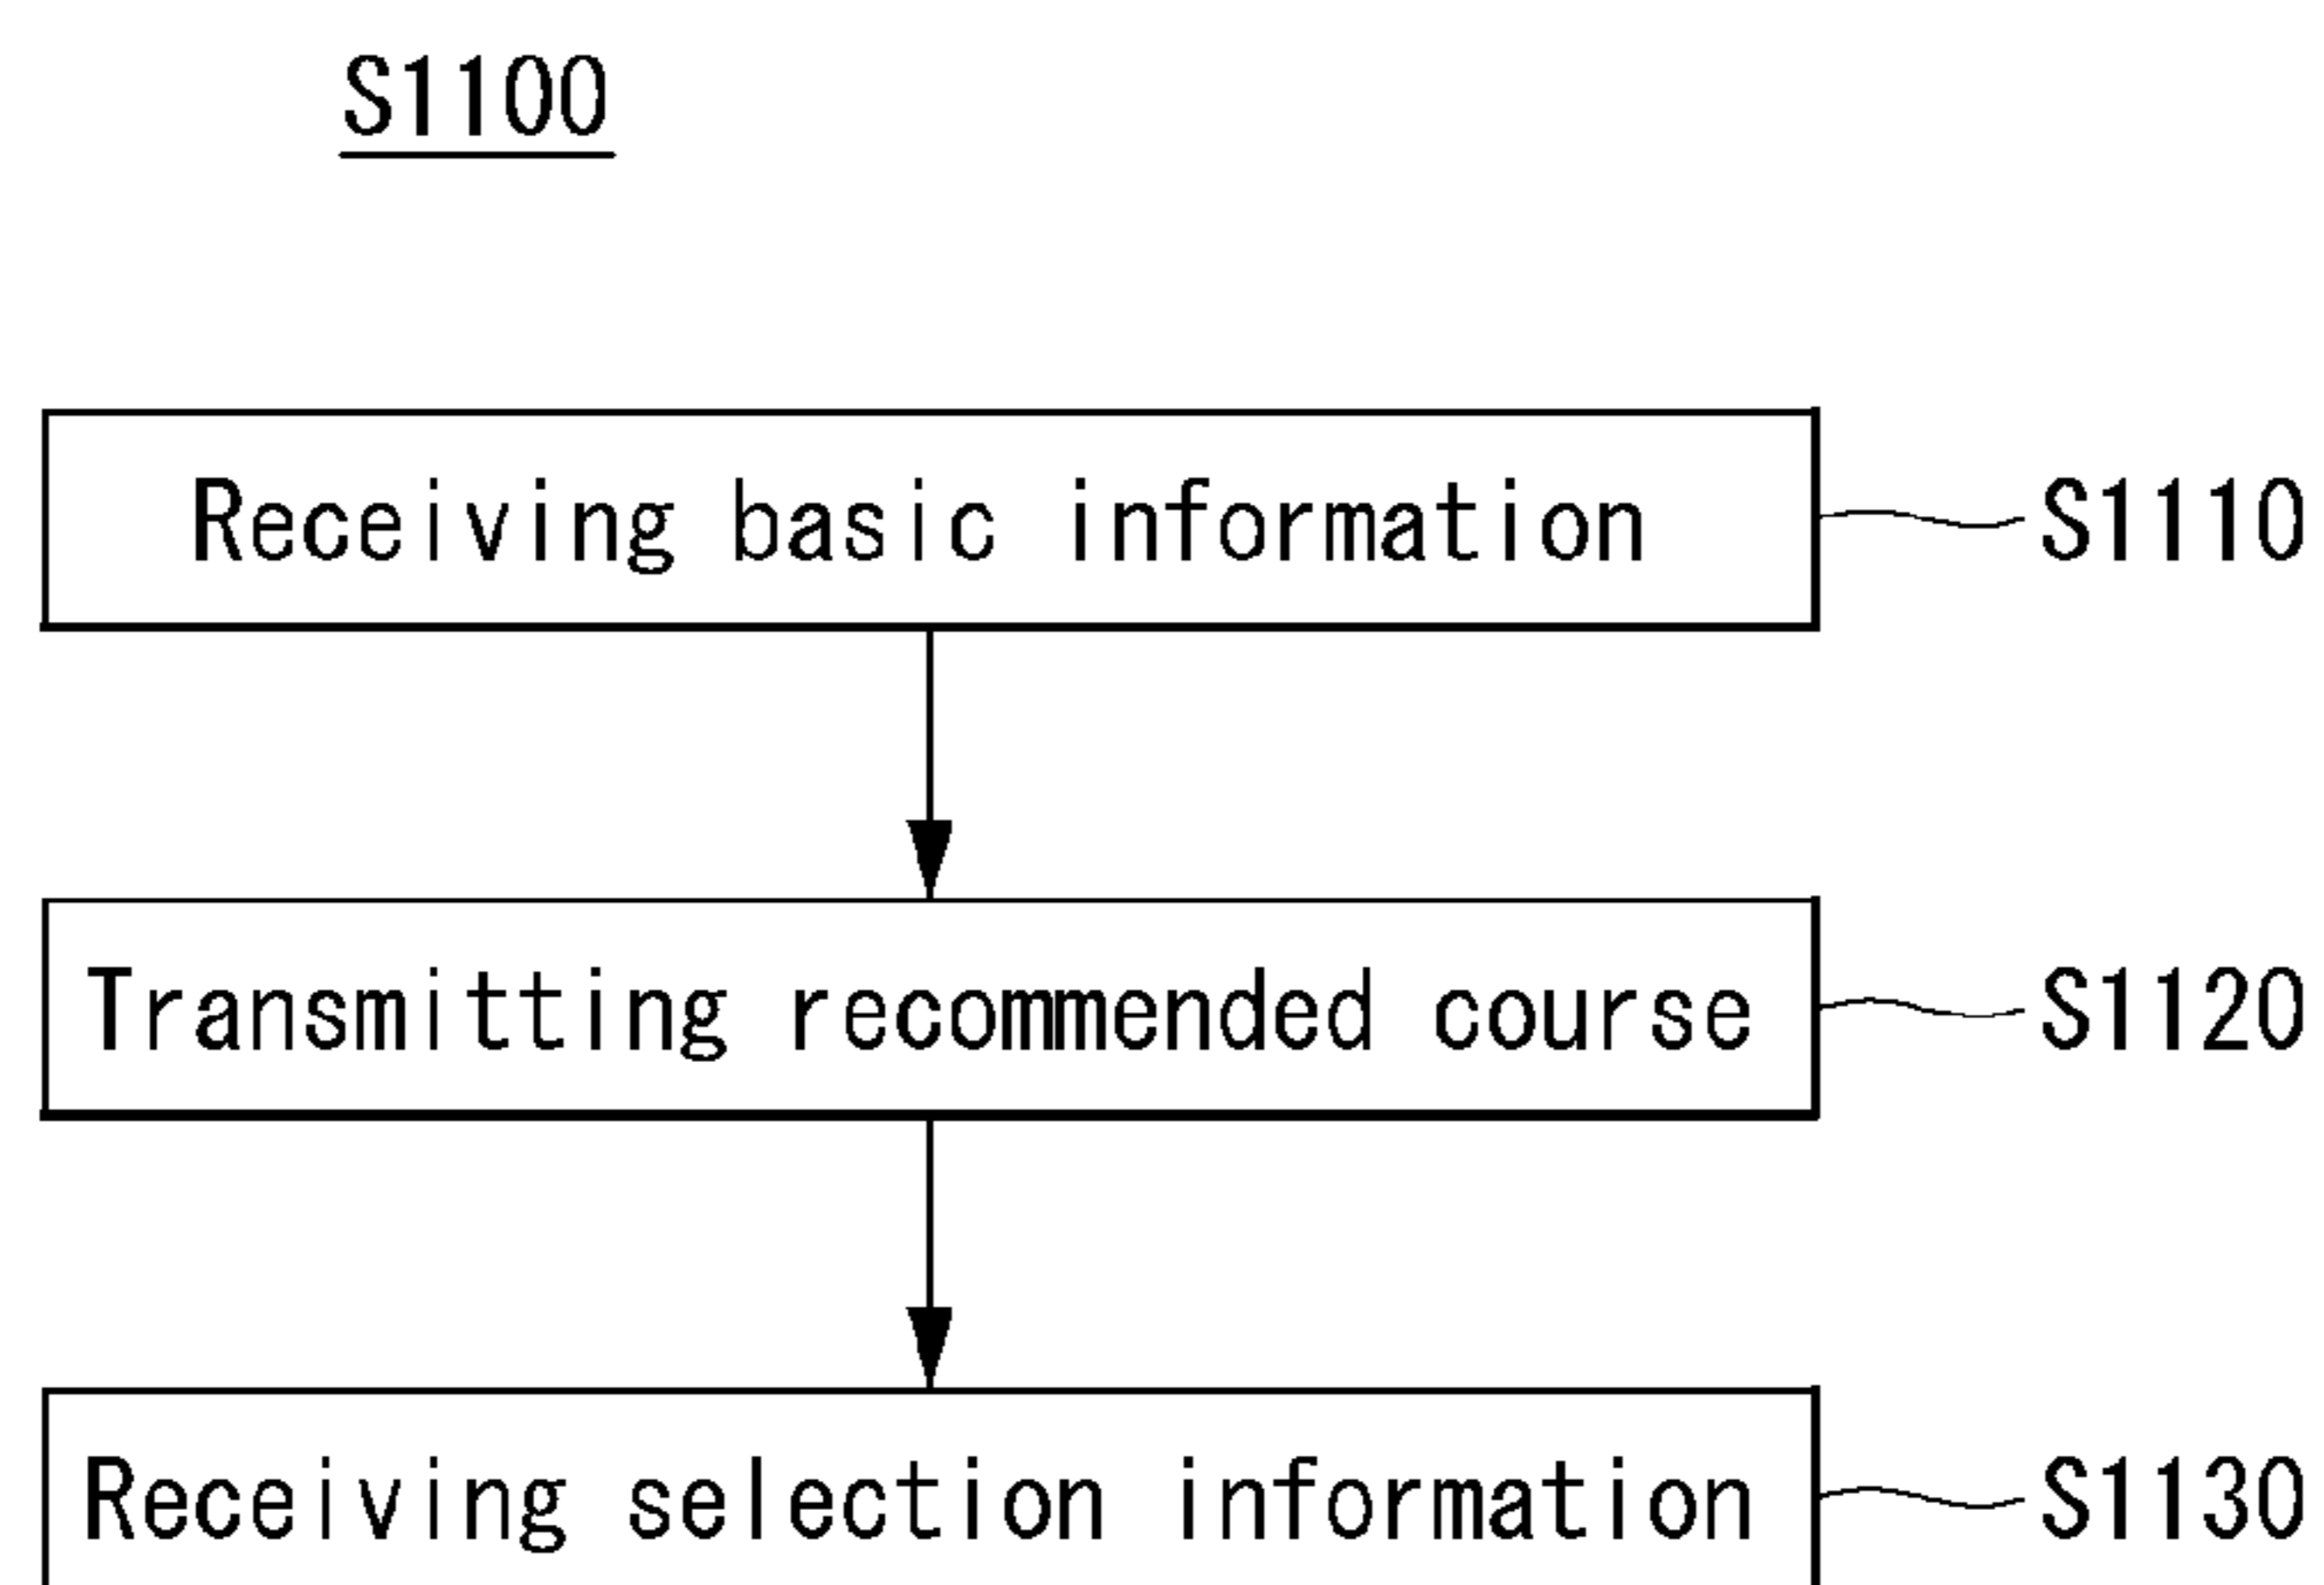 S1100
Receiving basic information
S1110
Transmitting recommended course
S1120
Receiving selection information
S1130